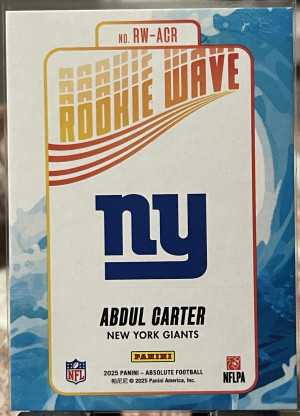 NO. RW-ACR
ROOKIE WAVE
ny
ABDUL CARTER
NEW YORK GIANTS
PANINI
2025 PANINI – ABSOLUTE FOOTBALL
© 2025 Panini America, Inc.
NFL
NFLPA